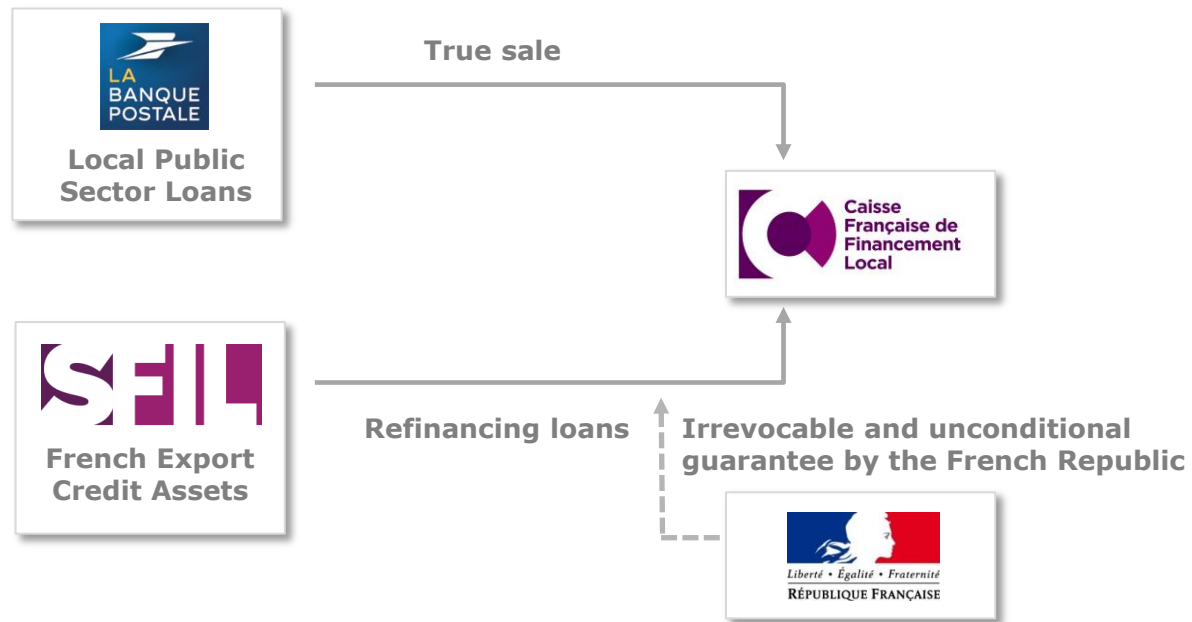 LA
BANQUE
POSTALE
Local Public
Sector Loans
True sale
Caisse
Française de
Financement
Local
SFIL
French Export
Credit Assets
Refinancing loans
Irrevocable and unconditional
guarantee by the French Republic
Liberté • Égalité • Fraternité
RÉPUBLIQUE FRANÇAISE